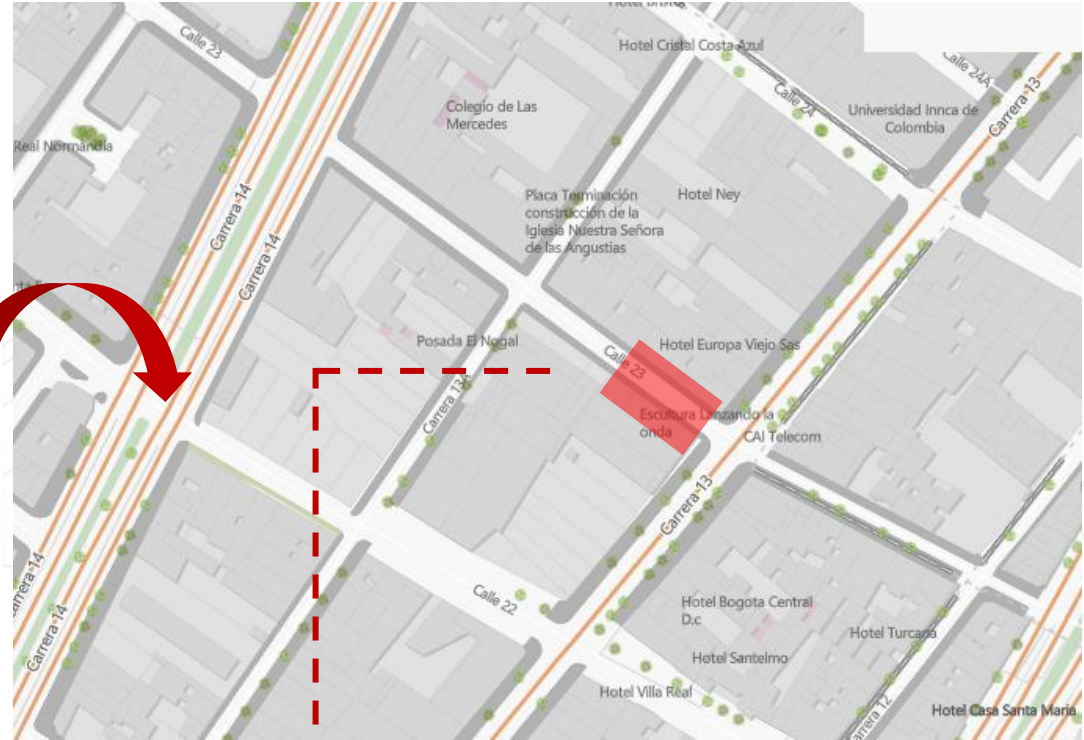 Calle 23
Hotel Cristal Costa Azul
Calle 24A
Carrera 13
Colegio de Las
Mercedes
Calle 24
Universidad Innca de
Colombia
Real Normandia
Carrera 14
Carrera 14
Placa Terminación
construcción de la
Iglesia Nuestra Señora
de las Angustias
Hotel Ney
Posada El Nogal
Calle 23
Hotel Europa Viejo Sas
Carrera 13A
Escultura Lanzando la
onda
CAI Telecom
Carrera 13
Carrera 14
Carrera 14
Calle 22
Hotel Bogota Central
D.c
Hotel Turcana
Hotel Santelmo
Hotel Villa Real
Carrera 12
Hotel Casa Santa Maria